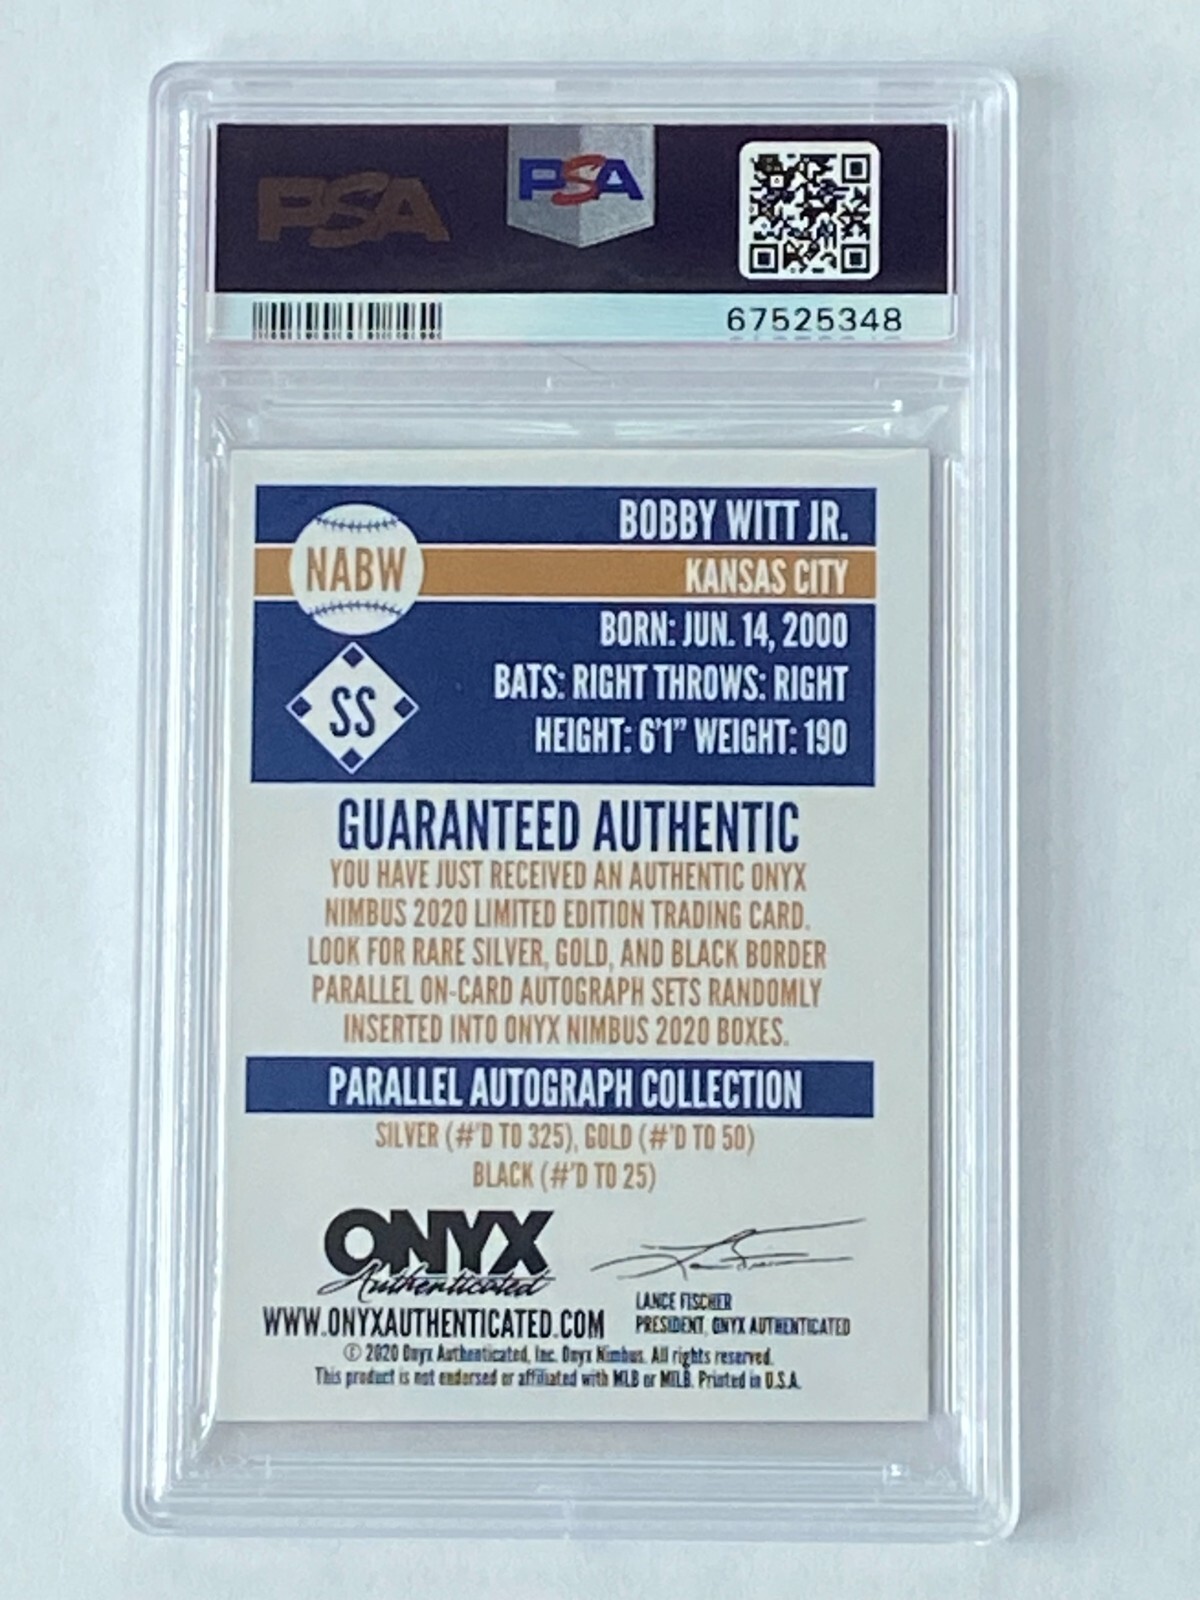 PSA
PSA
67525348
BOBBY WITT JR.
NABW
KANSAS CITY
BORN: JUN. 14, 2000
BATS: RIGHT THROWS: RIGHT
SS
HEIGHT: 6'1" WEIGHT: 190
GUARANTEED AUTHENTIC
YOU HAVE JUST RECEIVED AN AUTHENTIC ONYX
NIMBUS 2020 LIMITED EDITION TRADING CARD.
LOOK FOR RARE SILVER, GOLD, AND BLACK BORDER
PARALLEL ON-CARD AUTOGRAPH SETS RANDOMLY
INSERTED INTO ONYX NIMBUS 2020 BOXES.
PARALLEL AUTOGRAPH COLLECTION
SILVER (#'D TO 325), GOLD (#'D TO 50)
BLACK (#'D TO 25)
ONYX
Authenticated
WWW.ONYXAUTHENTICATED.COM
LANCE FISCHER
PRESIDENT, ONYX AUTHENTICATED
© 2020 Onyx Authenticated, Inc. Onyx Nimbus. All rights reserved.
This product is not endorsed or affiliated with MLB or MILB. Printed in U.S.A.